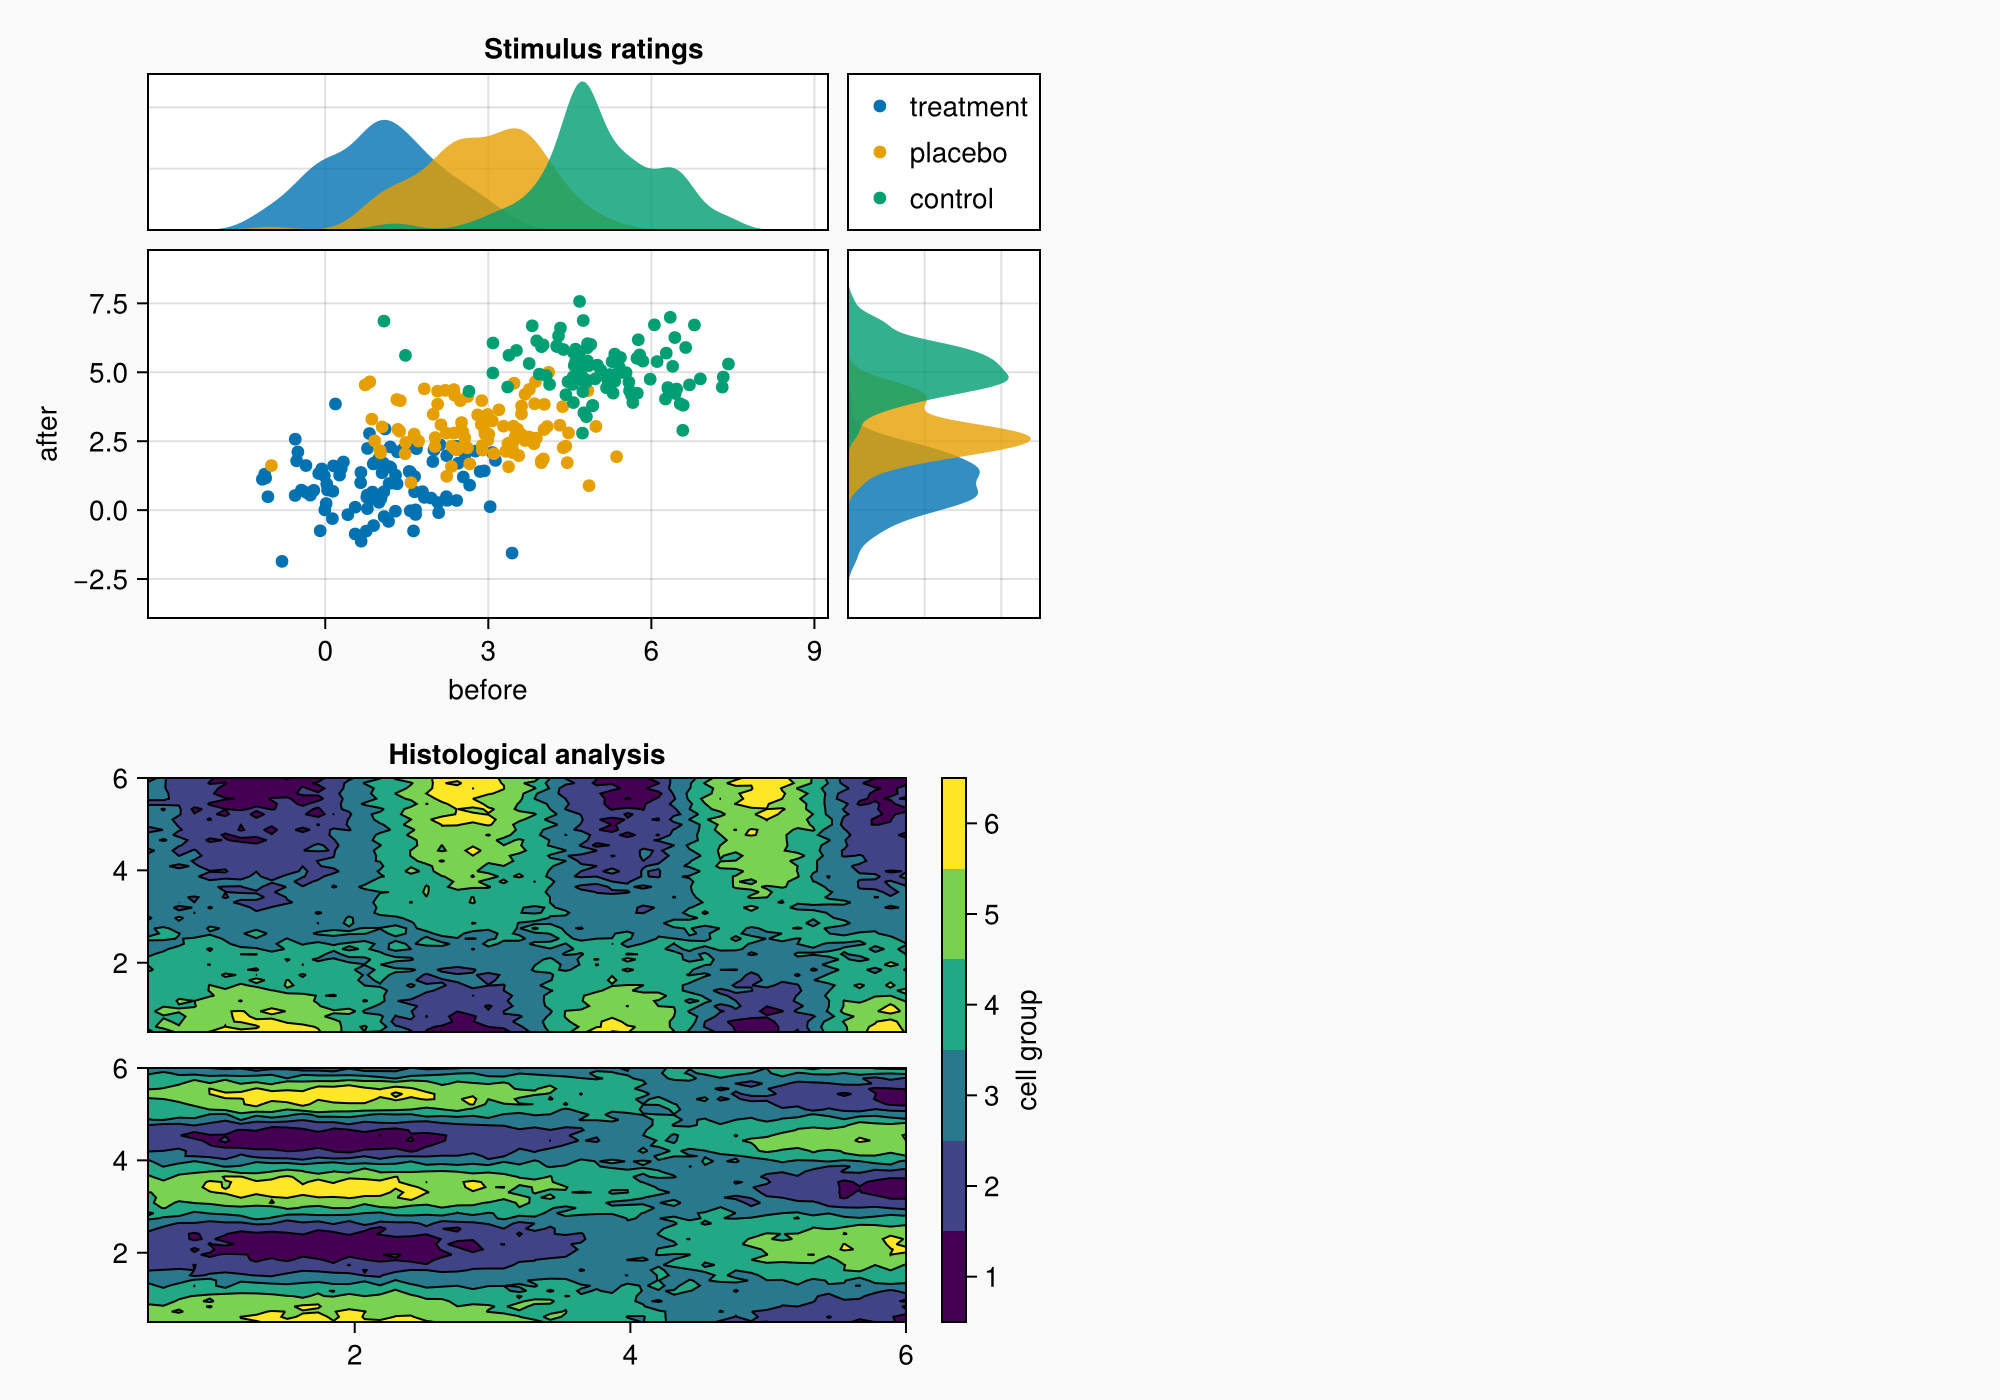 Stimulus ratings
treatment
placebo
control
after
7.5
5.0
2.5
0.0
−2.5
0 3 6 9
before
Histological analysis
6
4
2
6
4
2
2 4 6
6
5
4
3
2
1
cell group